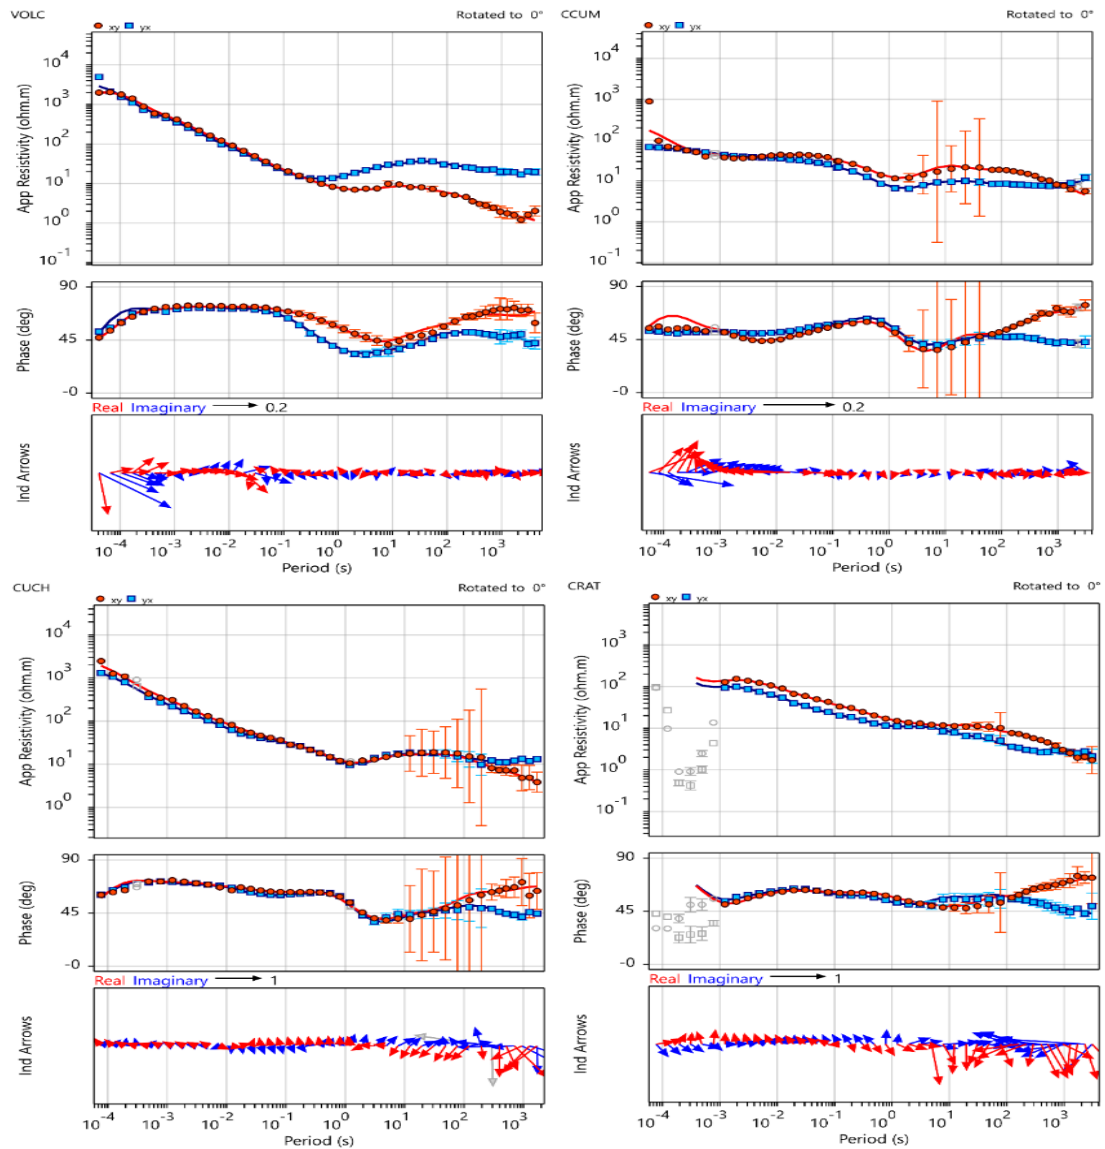 VOLC Rotated to 0°
xy yx
App Resistivity (ohm.m)
10^4
10^3
10^2
10^1
10^0
10^-1
Phase (deg)
90
45
-0
Real Imaginary 0.2
Ind Arrows
10^-4 10^-3 10^-2 10^-1 10^0 10^1 10^2 10^3
Period (s)
CCUM Rotated to 0°
xy yx
App Resistivity (ohm.m)
10^4
10^3
10^2
10^1
10^0
10^-1
Phase (deg)
90
45
-0
Real Imaginary 0.2
Ind Arrows
10^-4 10^-3 10^-2 10^-1 10^0 10^1 10^2 10^3
Period (s)
CUCH Rotated to 0°
xy yx
App Resistivity (ohm.m)
10^4
10^3
10^2
10^1
10^0
Phase (deg)
90
45
-0
Real Imaginary 1
Ind Arrows
10^-4 10^-3 10^-2 10^-1 10^0 10^1 10^2 10^3
Period (s)
CRAT Rotated to 0°
xy yx
App Resistivity (ohm.m)
10^3
10^2
10^1
10^0
10^-1
Phase (deg)
90
45
-0
Real Imaginary 1
Ind Arrows
10^-4 10^-3 10^-2 10^-1 10^0 10^1 10^2 10^3
Period (s)